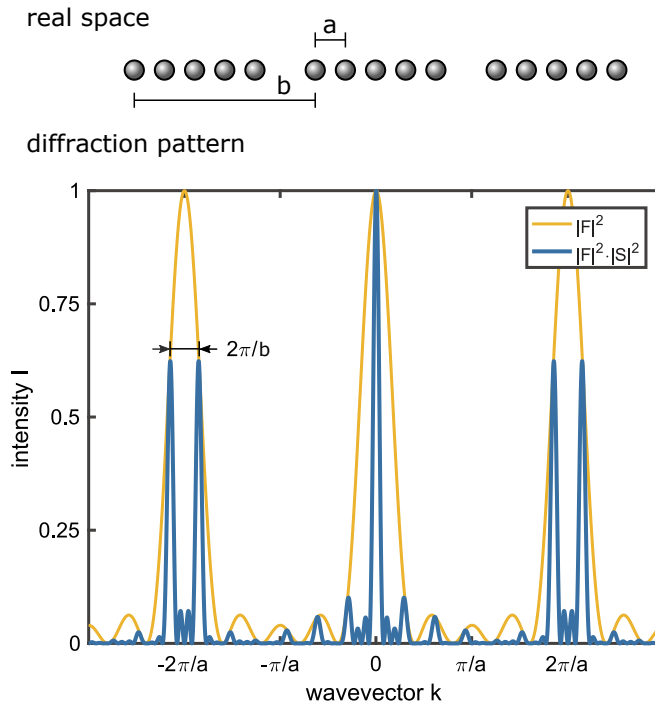 real space
a
b
diffraction pattern
1
|F|²
|F|²·|S|²
0.75
2π/b
0.5
0.25
0
intensity I
-2π/a
-π/a
0
π/a
2π/a
wavevector k